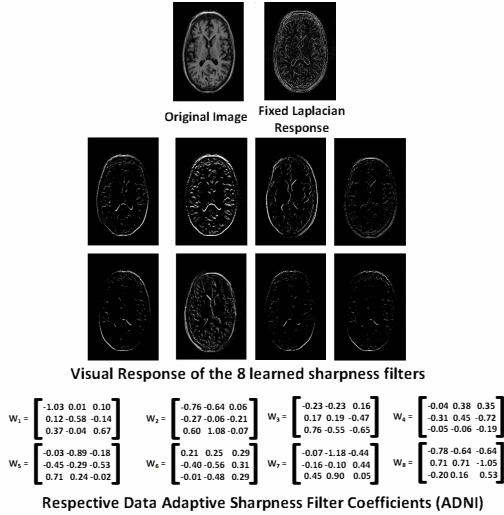 Original Image
Fixed Laplacian
Response
Visual Response of the 8 learned sharpness filters
W1 = [ -1.03 0.01 0.10
0.12 -0.58 -0.14
0.37 -0.04 0.67 ]
W2 = [ -0.76 -0.64 0.06
-0.27 -0.06 -0.21
0.60 1.08 -0.07 ]
W3 = [ -0.23 -0.23 0.16
0.17 0.19 -0.47
0.76 -0.55 -0.65 ]
W4 = [ -0.04 0.38 0.35
-0.31 0.45 -0.72
-0.05 -0.06 -0.19 ]
W5 = [ -0.03 -0.89 -0.18
-0.45 -0.29 -0.53
0.71 0.24 -0.02 ]
W6 = [ 0.21 0.25 0.29
-0.40 -0.56 0.31
-0.01 -0.48 0.29 ]
W7 = [ -0.07 -1.18 -0.44
-0.16 -0.10 0.44
0.45 0.90 0.05 ]
W8 = [ -0.78 -0.64 -0.64
0.71 0.71 -1.05
-0.20 0.16 0.53 ]
Respective Data Adaptive Sharpness Filter Coefficients (ADNI)